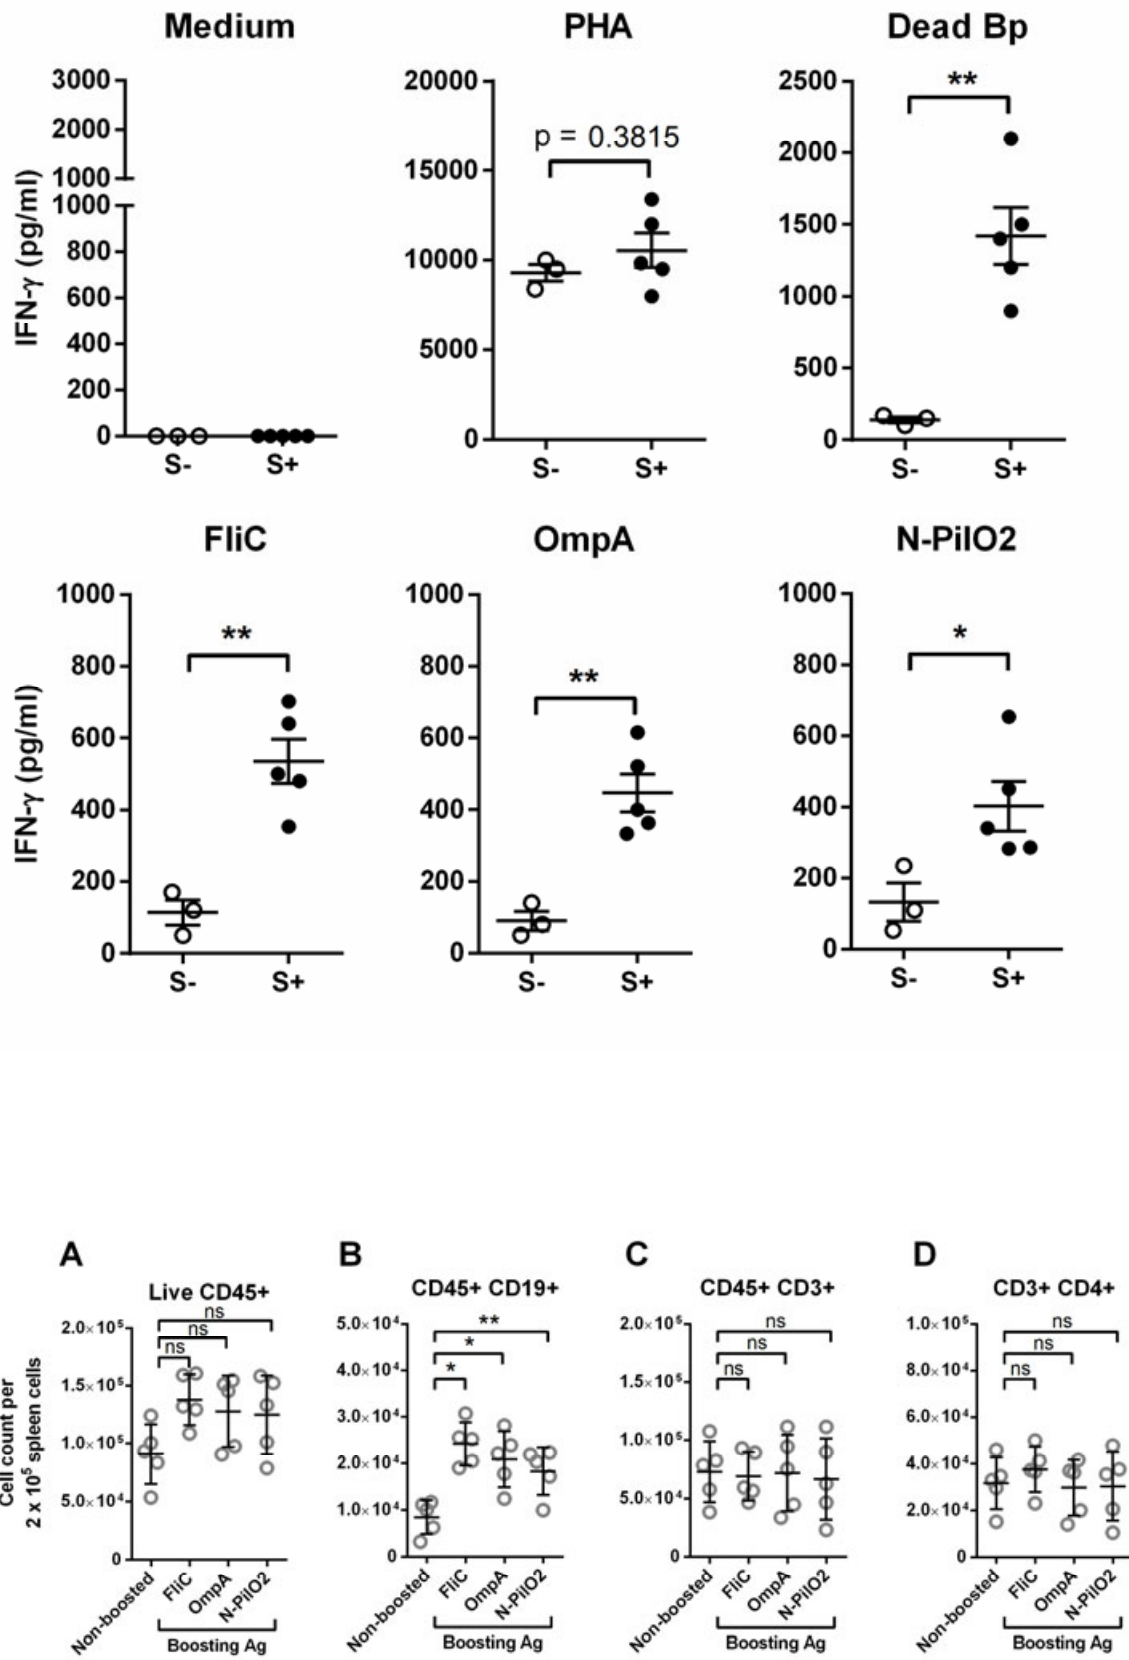 Medium
PHA
Dead Bp
IFN-γ (pg/ml)
3000
2000
1000
1000
800
600
400
200
0
S-
S+
20000
15000
10000
5000
0
p = 0.3815
S-
S+
2500
2000
1500
1000
500
0
**
S-
S+
FliC
OmpA
N-PilO2
IFN-γ (pg/ml)
1000
800
600
400
200
0
**
S-
S+
1000
800
600
400
200
0
**
S-
S+
1000
800
600
400
200
0
*
S-
S+
A
Live CD45+
Cell count per
2 x 10⁵ spleen cells
2.0×10⁵
1.5×10⁵
1.0×10⁵
5.0×10⁴
0
ns
ns
ns
Non-boosted
FliC
OmpA
N-PilO2
Boosting Ag
B
CD45+ CD19+
5.0×10⁴
4.0×10⁴
3.0×10⁴
2.0×10⁴
1.0×10⁴
0
**
*
*
Non-boosted
FliC
OmpA
N-PilO2
Boosting Ag
C
CD45+ CD3+
2.0×10⁵
1.5×10⁵
1.0×10⁵
5.0×10⁴
0
ns
ns
ns
Non-boosted
FliC
OmpA
N-PilO2
Boosting Ag
D
CD3+ CD4+
1.0×10⁵
8.0×10⁴
6.0×10⁴
4.0×10⁴
2.0×10⁴
0
ns
ns
ns
Non-boosted
FliC
OmpA
N-PilO2
Boosting Ag